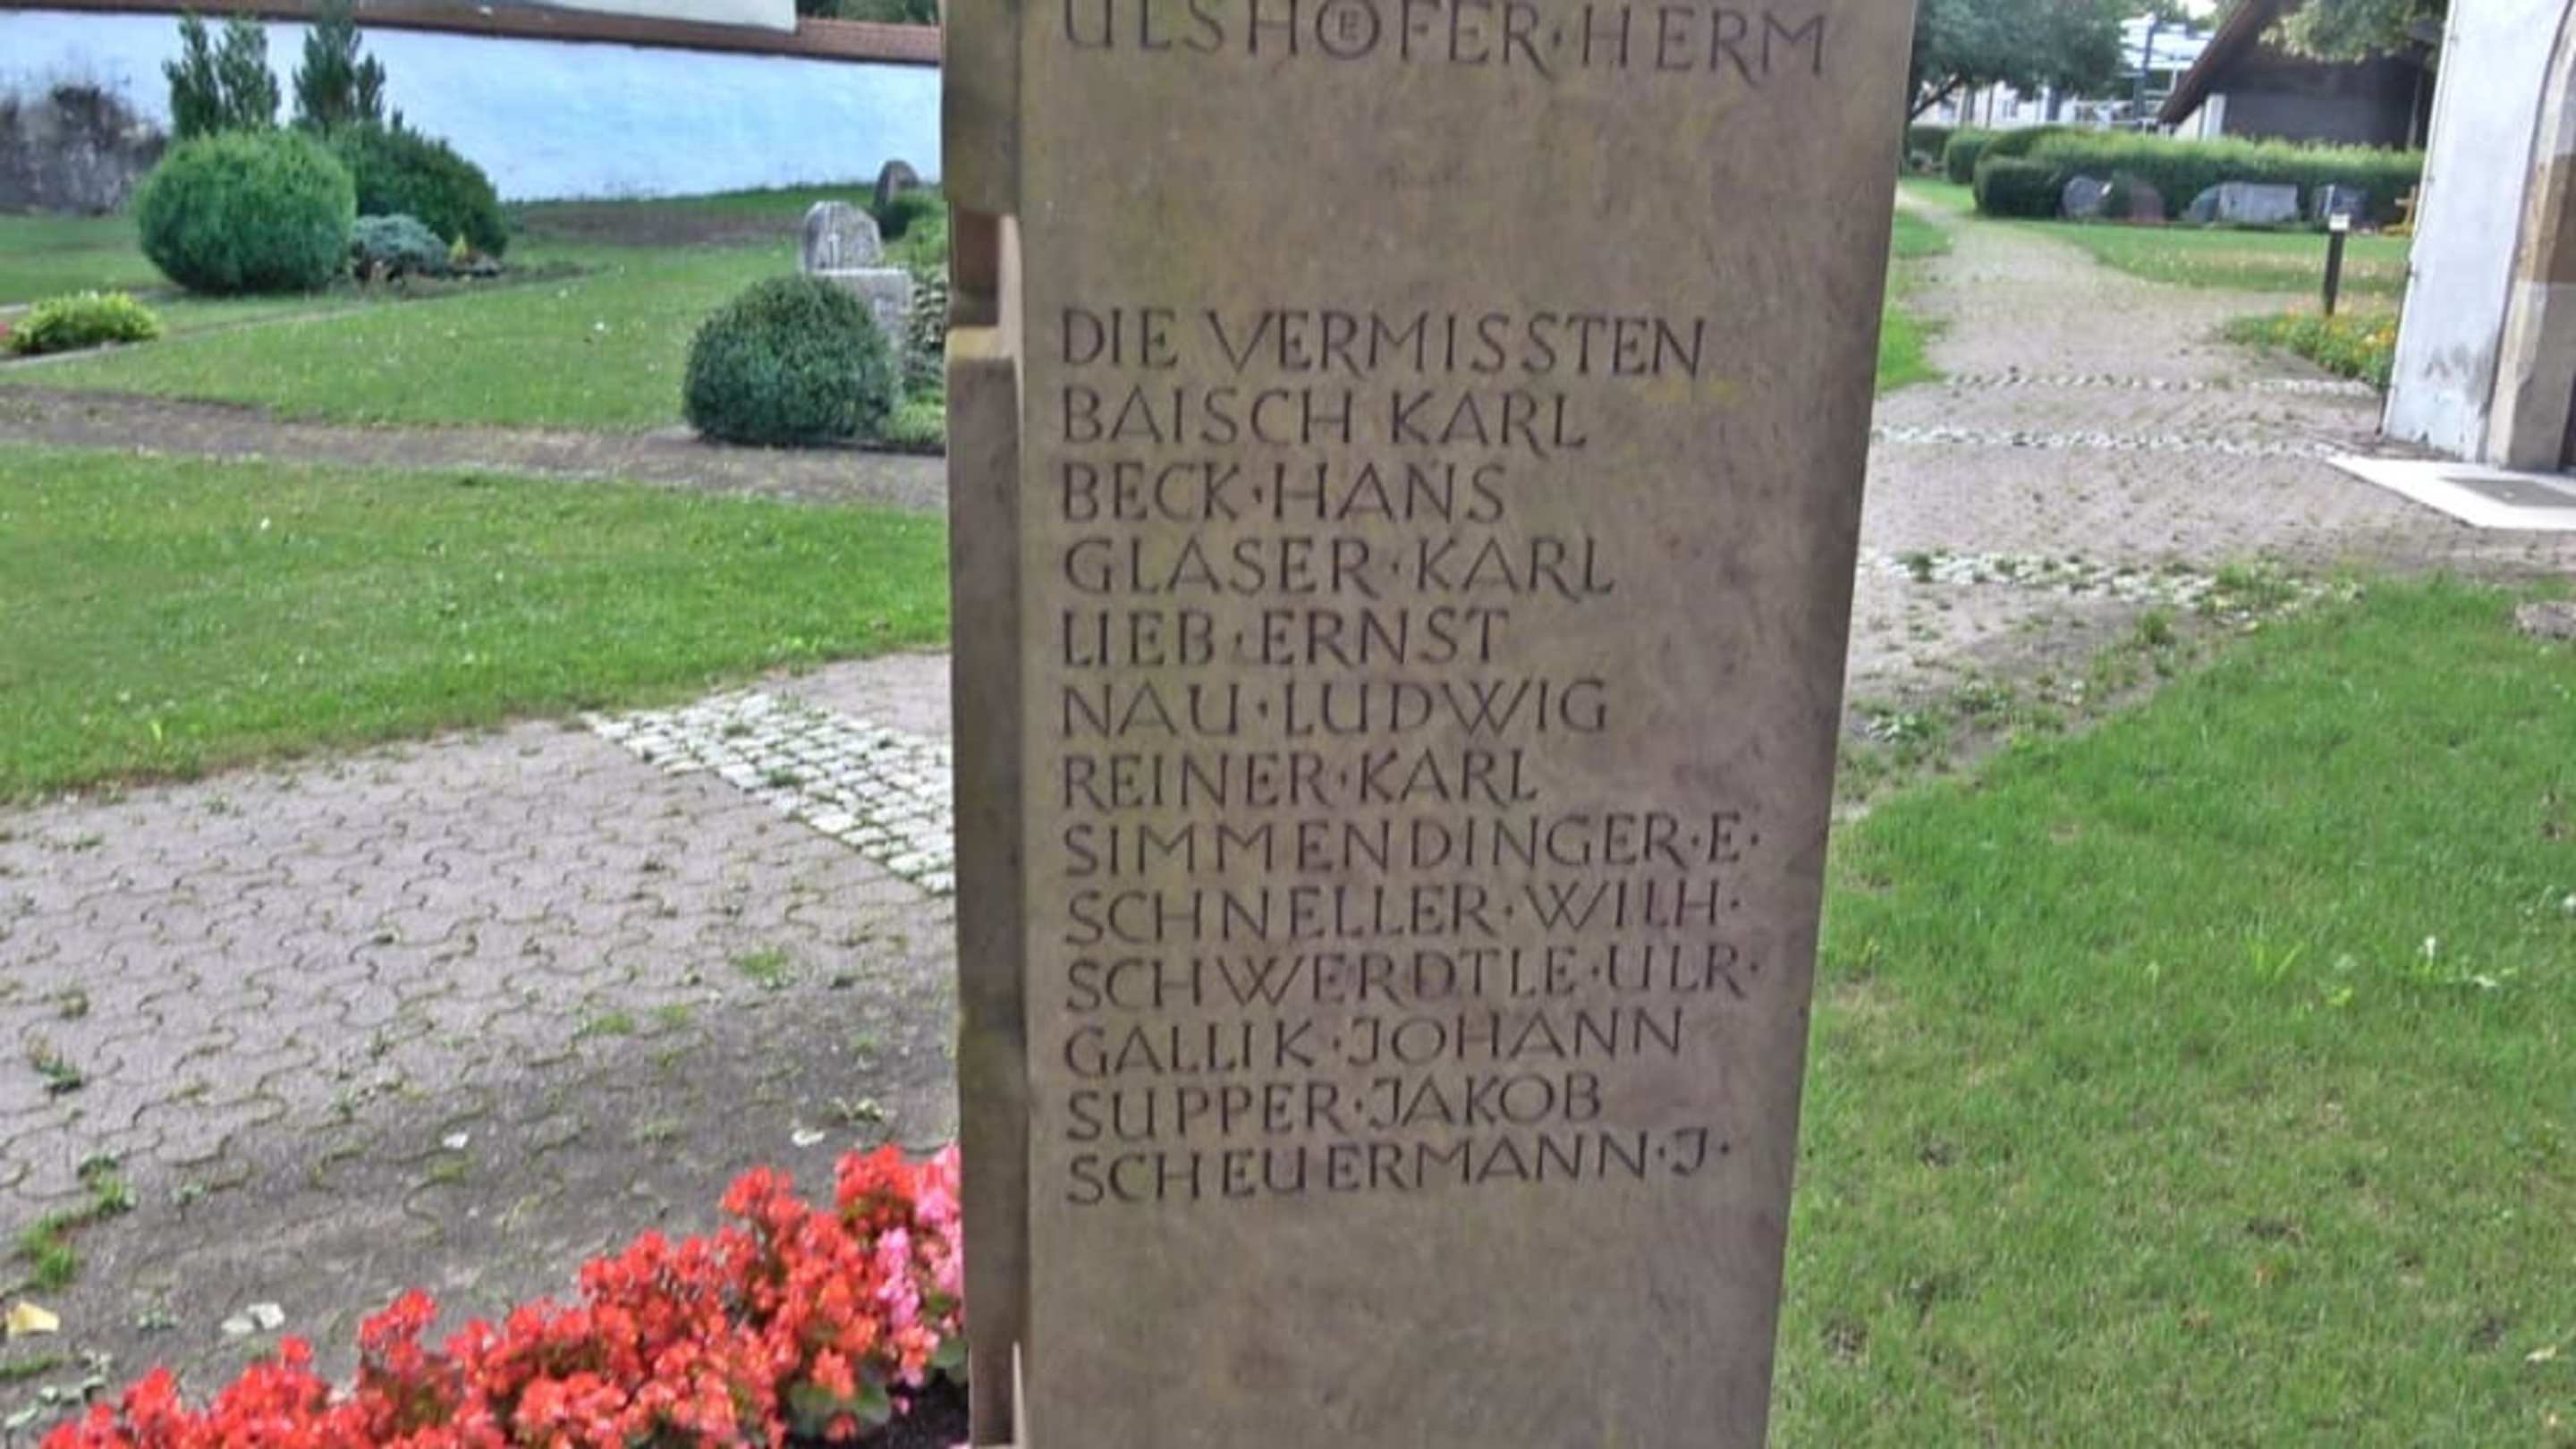 ULSHOEFER·HERM
DIE VERMISSTEN
BAISCH KARL
BECK·HANS
GLASER·KARL
LIEB·ERNST
NAU·LUDWIG
REINER·KARL
SIMMENDINGER·E·
SCHNELLER·WILH·
SCHWERDTLE·ULR·
GALLIK·JOHANN
SUPPER·JAKOB
SCHEUERMANN·J·